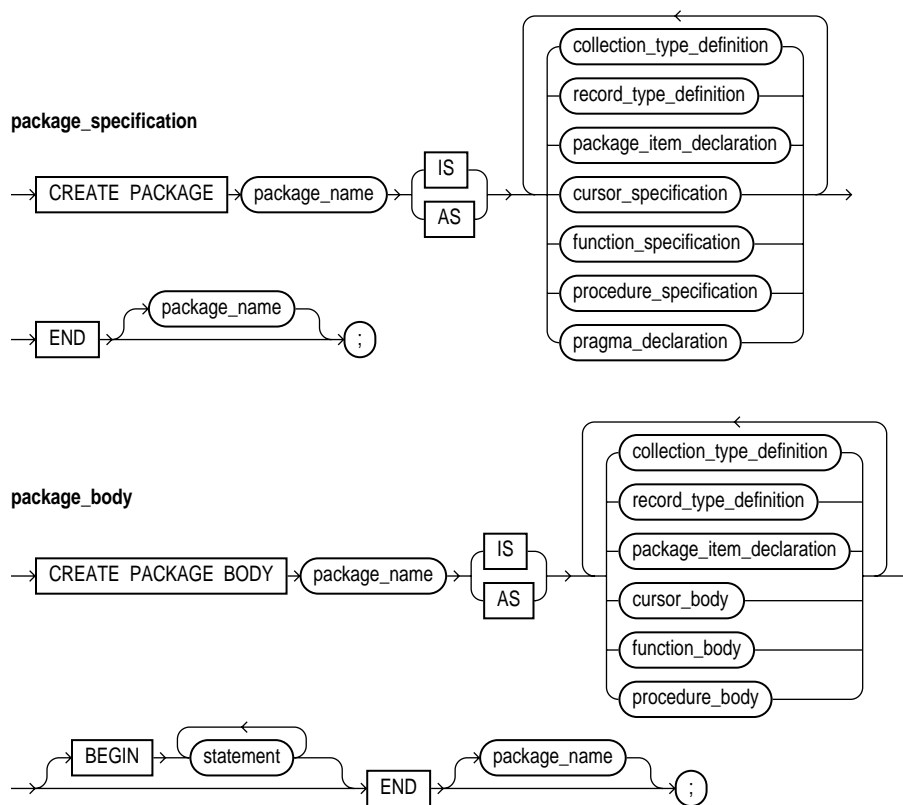 package_specification
CREATE PACKAGE package_name IS
AS
collection_type_definition
record_type_definition
package_item_declaration
cursor_specification
function_specification
procedure_specification
pragma_declaration
END package_name ;
package_body
CREATE PACKAGE BODY package_name IS
AS
collection_type_definition
record_type_definition
package_item_declaration
cursor_body
function_body
procedure_body
BEGIN statement END package_name ;